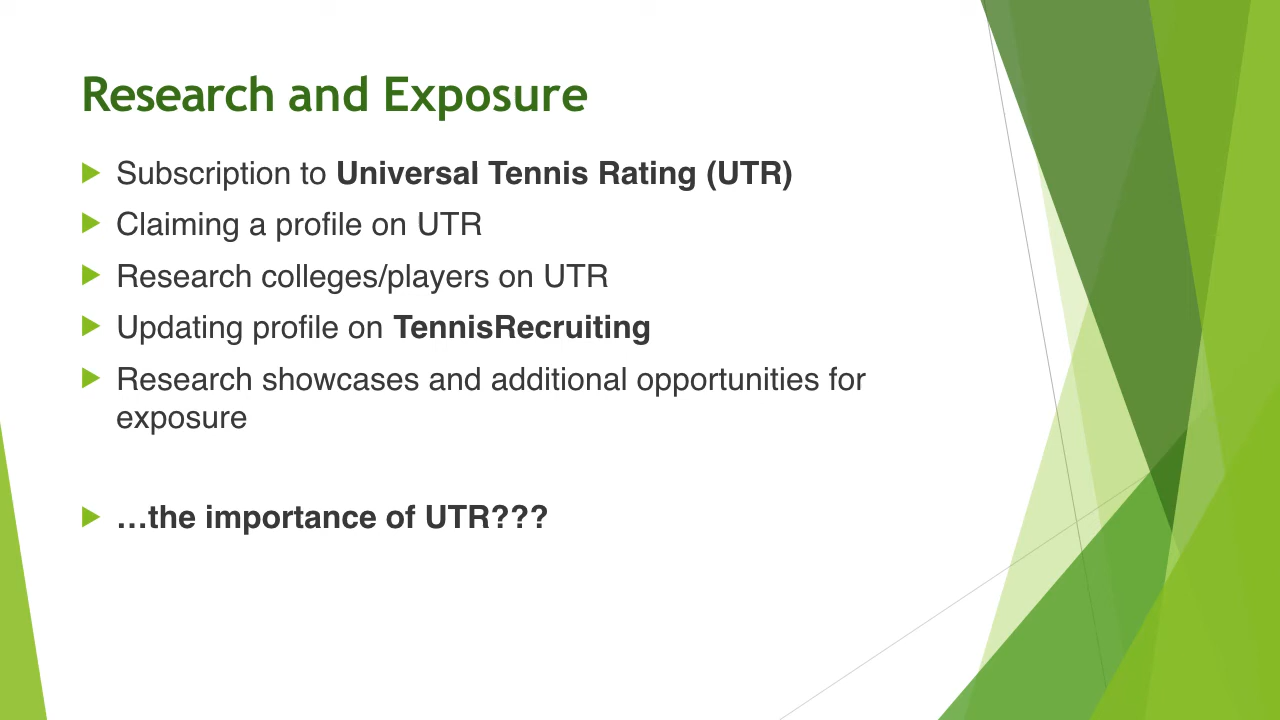 Research and Exposure
Subscription to Universal Tennis Rating (UTR)
Claiming a profile on UTR
Research colleges/players on UTR
Updating profile on TennisRecruiting
Research showcases and additional opportunities for
exposure
…the importance of UTR???